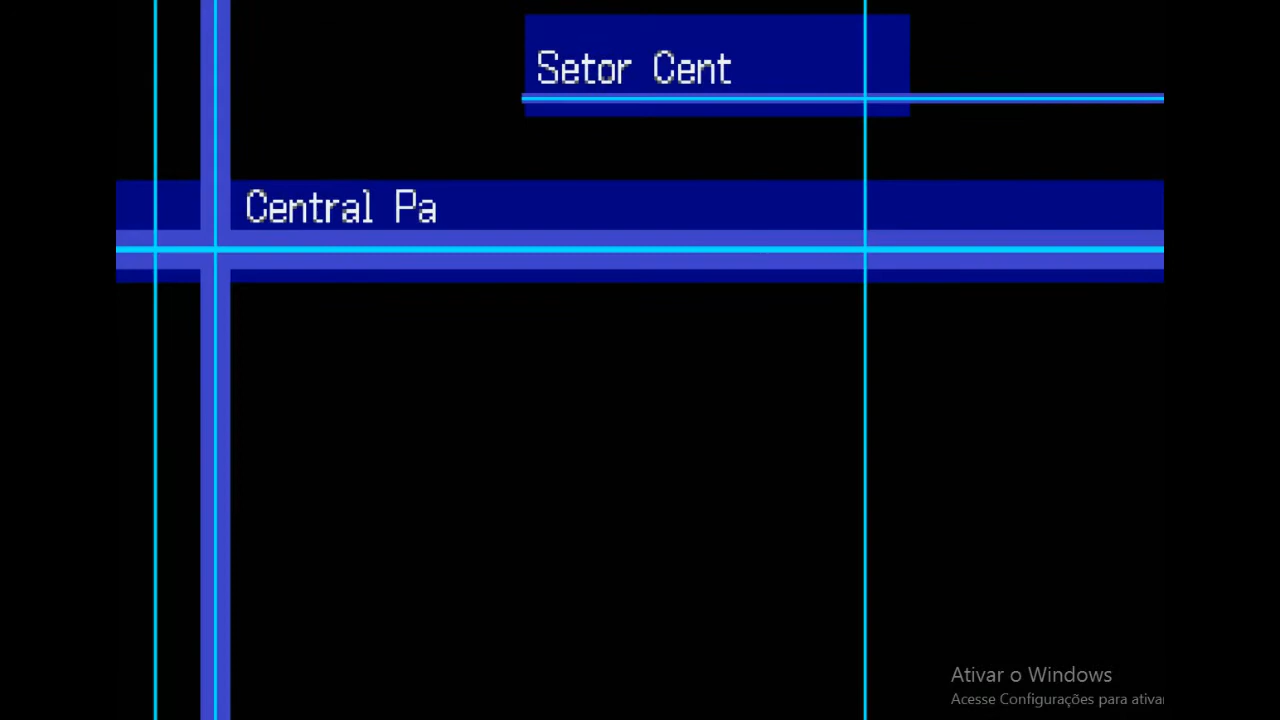 Setor Cent
Central Pa
Ativar o Windows
Acesse Configurações para ativar